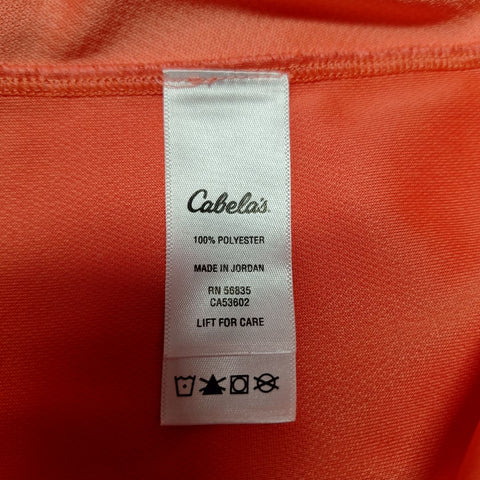 Cabela's
100% POLYESTER
MADE IN JORDAN
RN 56835
CA53602
LIFT FOR CARE